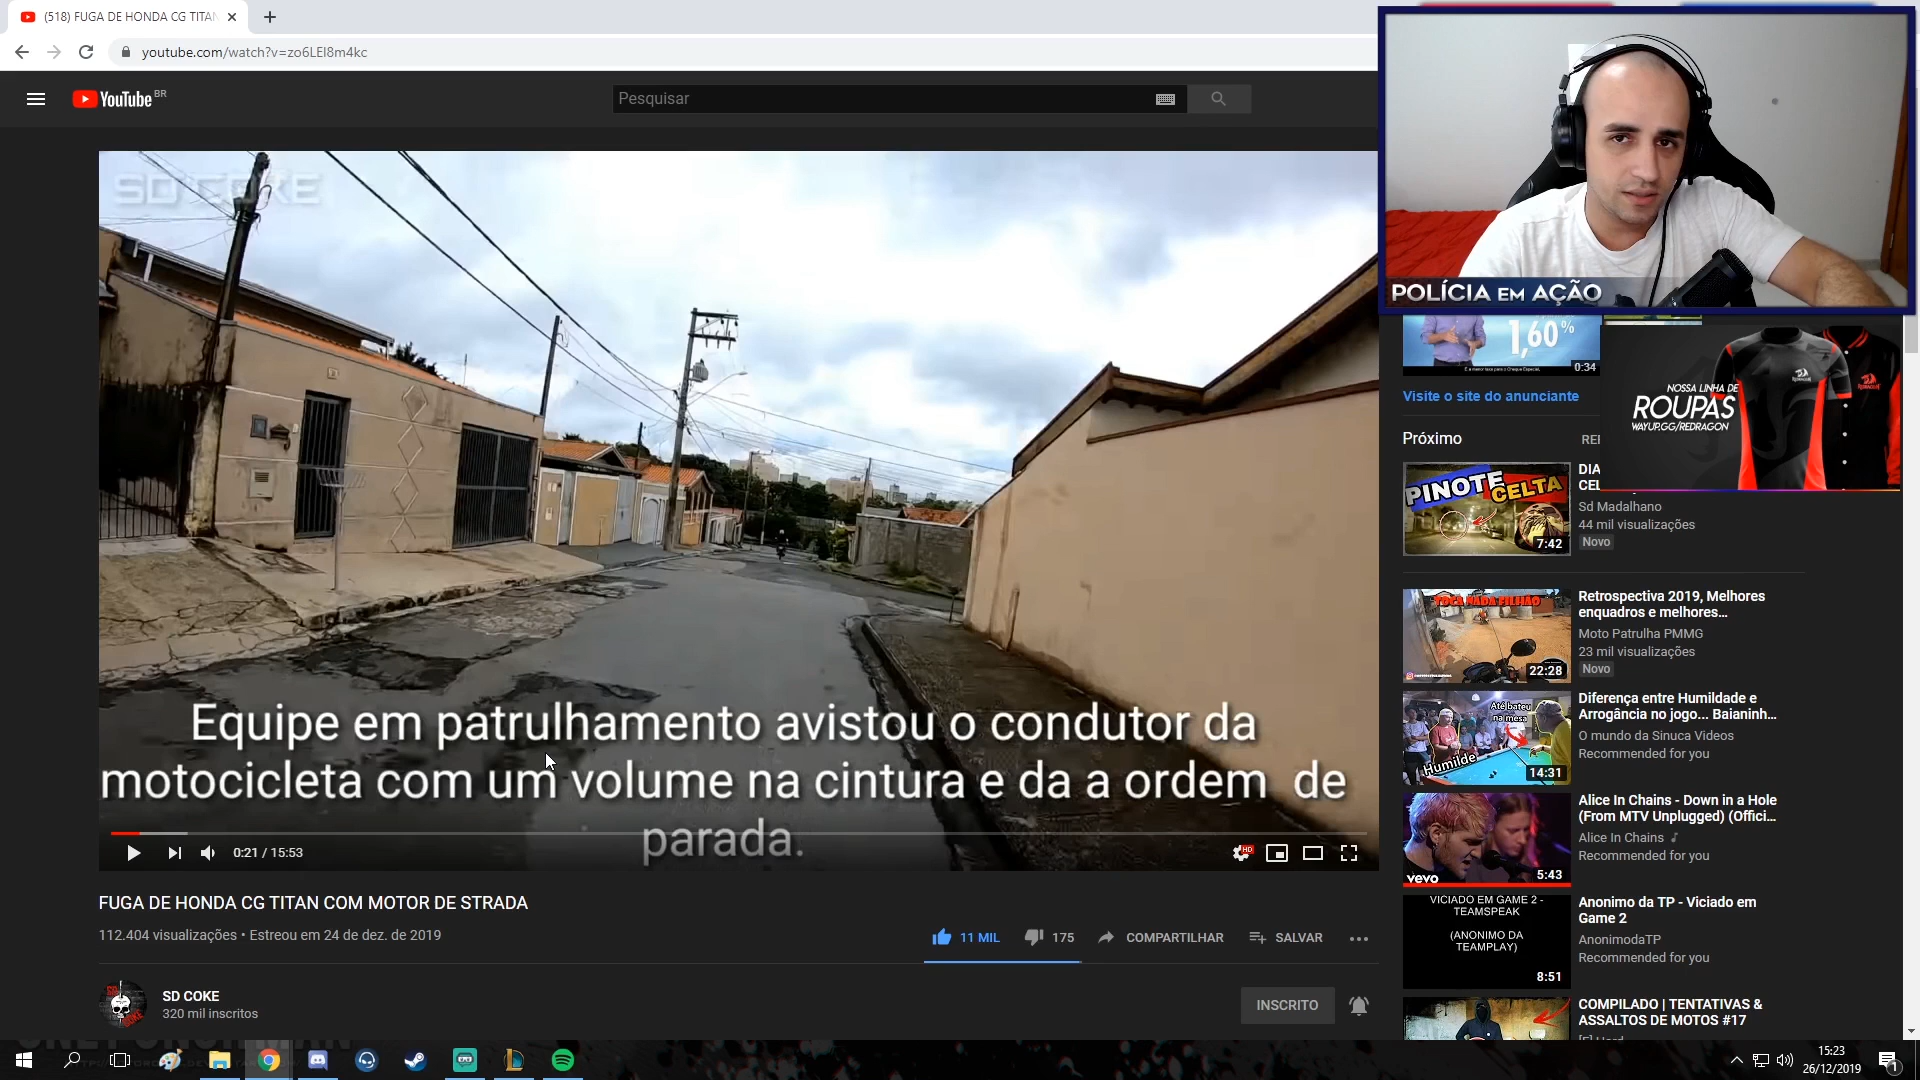 (518) FUGA DE HONDA CG TITAN
youtube.com/watch?v=zo6LEl8m4kc
YouTube BR
Pesquisar
SD COKE
Equipe em patrulhamento avistou o condutor da
motocicleta com um volume na cintura e da a ordem de
parada.
0:21 / 15:53
HD
FUGA DE HONDA CG TITAN COM MOTOR DE STRADA
112.404 visualizações • Estreou em 24 de dez. de 2019
11 MIL
175
COMPARTILHAR
SALVAR
SD COKE
320 mil inscritos
INSCRITO
POLÍCIA EM AÇÃO
1,60%
0:34
Visite o site do anunciante
NOSSA LINHA DE
ROUPAS
WAYUP.GG/REDRAGON
Próximo
PINOTE
CELTA
7:42
Sd Madalhano
44 mil visualizações
Novo
TOCA NADA FILHÃO
22:28
Retrospectiva 2019, Melhores
enquadros e melhores...
Moto Patrulha PMMG
23 mil visualizações
Novo
Até bateu
na mesa
Humilde
14:31
Diferença entre Humildade e
Arrogância no jogo... Baianinh...
O mundo da Sinuca Videos
Recommended for you
vevo
5:43
Alice In Chains - Down in a Hole
(From MTV Unplugged) (Offici...
Alice In Chains
Recommended for you
VICIADO EM GAME 2 -
TEAMSPEAK
(ANONIMO DA
TEAMPLAY)
8:51
Anonimo da TP - Viciado em
Game 2
AnonimodaTP
Recommended for you
COMPILADO | TENTATIVAS &
ASSALTOS DE MOTOS #17
15:23
26/12/2019
1